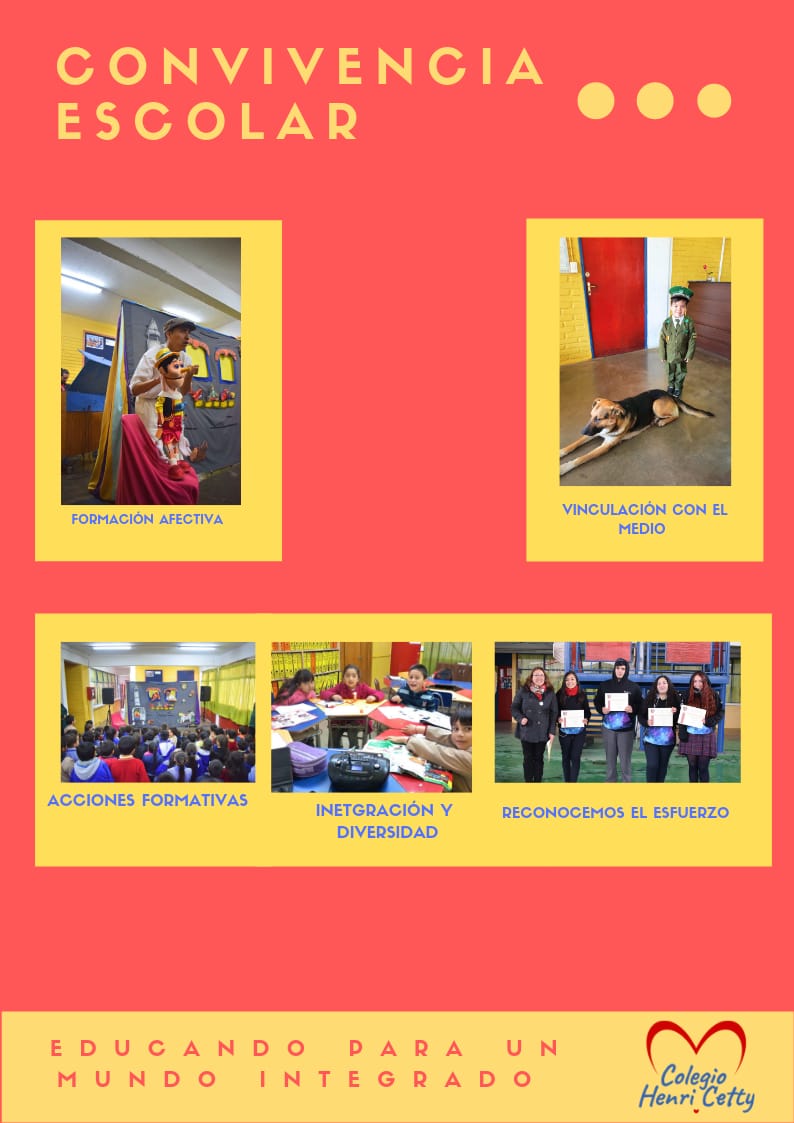 CONVIVENCIA
ESCOLAR
FORMACIÓN AFECTIVA
VINCULACIÓN CON EL
MEDIO
ACCIONES FORMATIVAS
INETGRACIÓN Y
DIVERSIDAD
RECONOCEMOS EL ESFUERZO
EDUCANDO PARA UN
MUNDO INTEGRADO
Colegio
Henri Cetty